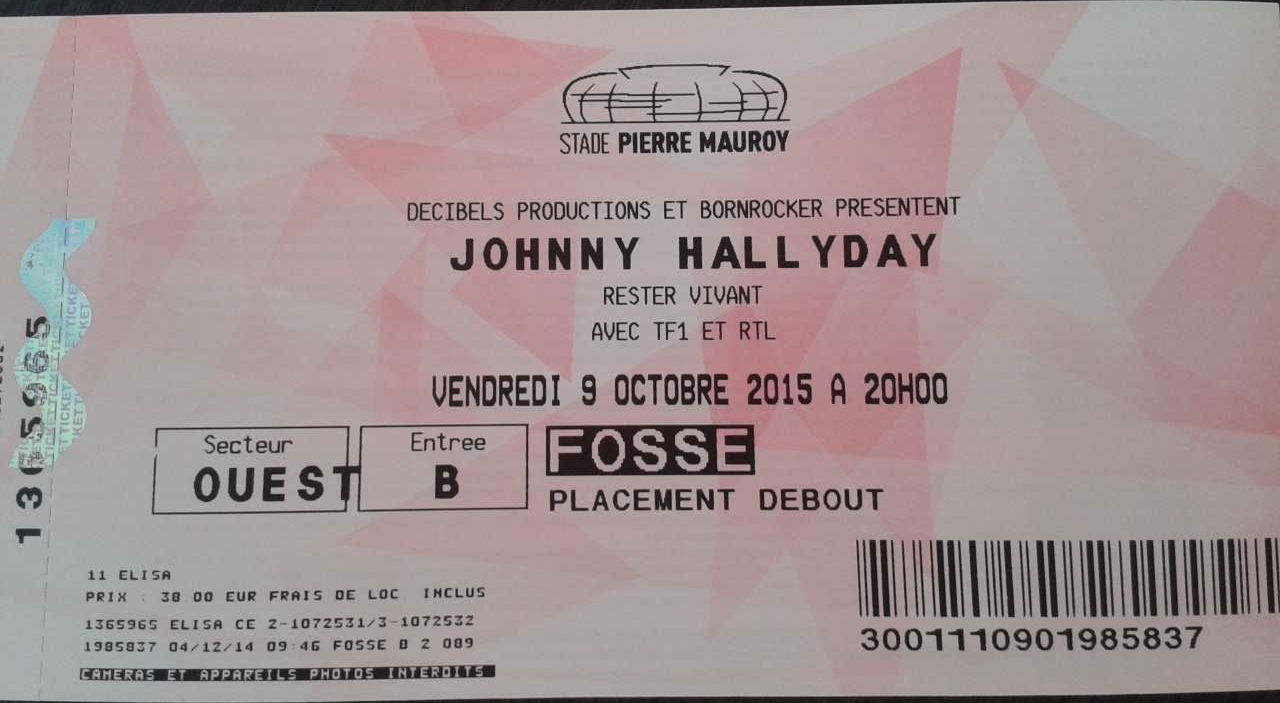 STADE PIERRE MAUROY
DECIBELS PRODUCTIONS ET BORNROCKER PRESENTENT
JOHNNY HALLYDAY
RESTER VIVANT
AVEC TF1 ET RTL
VENDREDI 9 OCTOBRE 2015 A 20H00
Secteur
OUEST
Entree
B
FOSSE
PLACEMENT DEBOUT
11 ELISA
PRIX : 38.00 EUR FRAIS DE LOC INCLUS
1365965 ELISA CE 2-1072531/3-1072532
1985837 04/12/14 09:46 FOSSE B 2 089
CAMERAS ET APPAREILS PHOTOS INTERDITS
3001110901985837
1365965